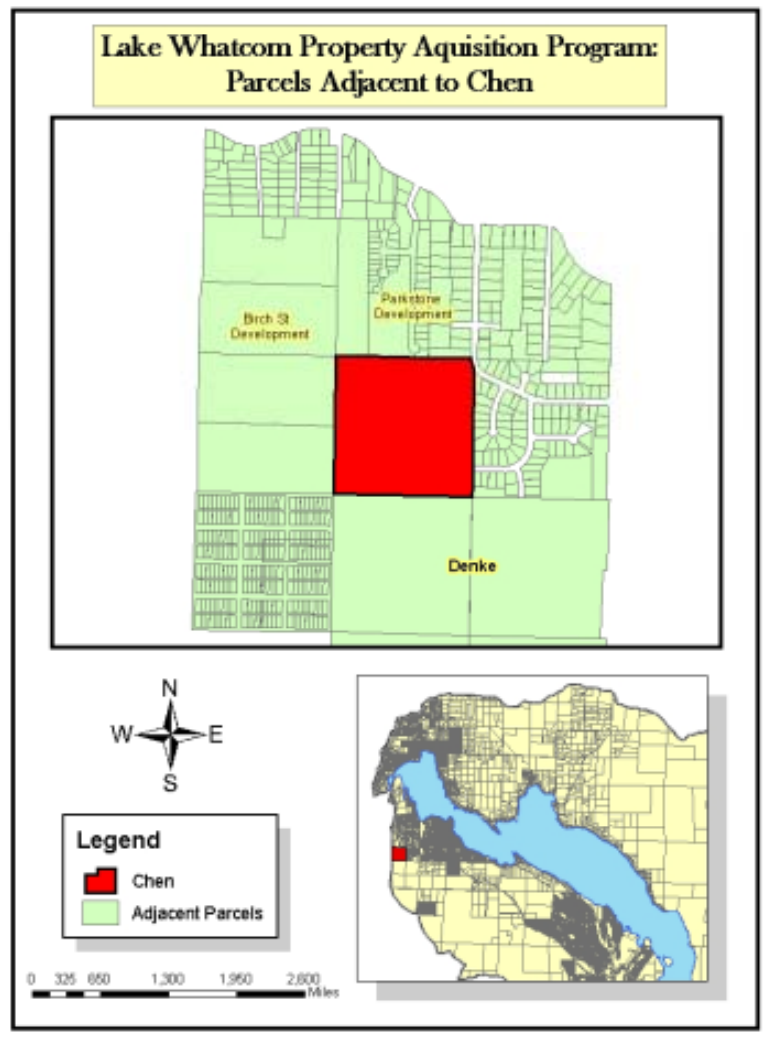 Lake Whatcom Property Aquisition Program:
Parcels Adjacent to Chen
Parkstone
Development
Birch St
Development
Denke
N
W E
S
Legend
Chen
Adjacent Parcels
0 325 650 1,300 1,950 2,600
Miles